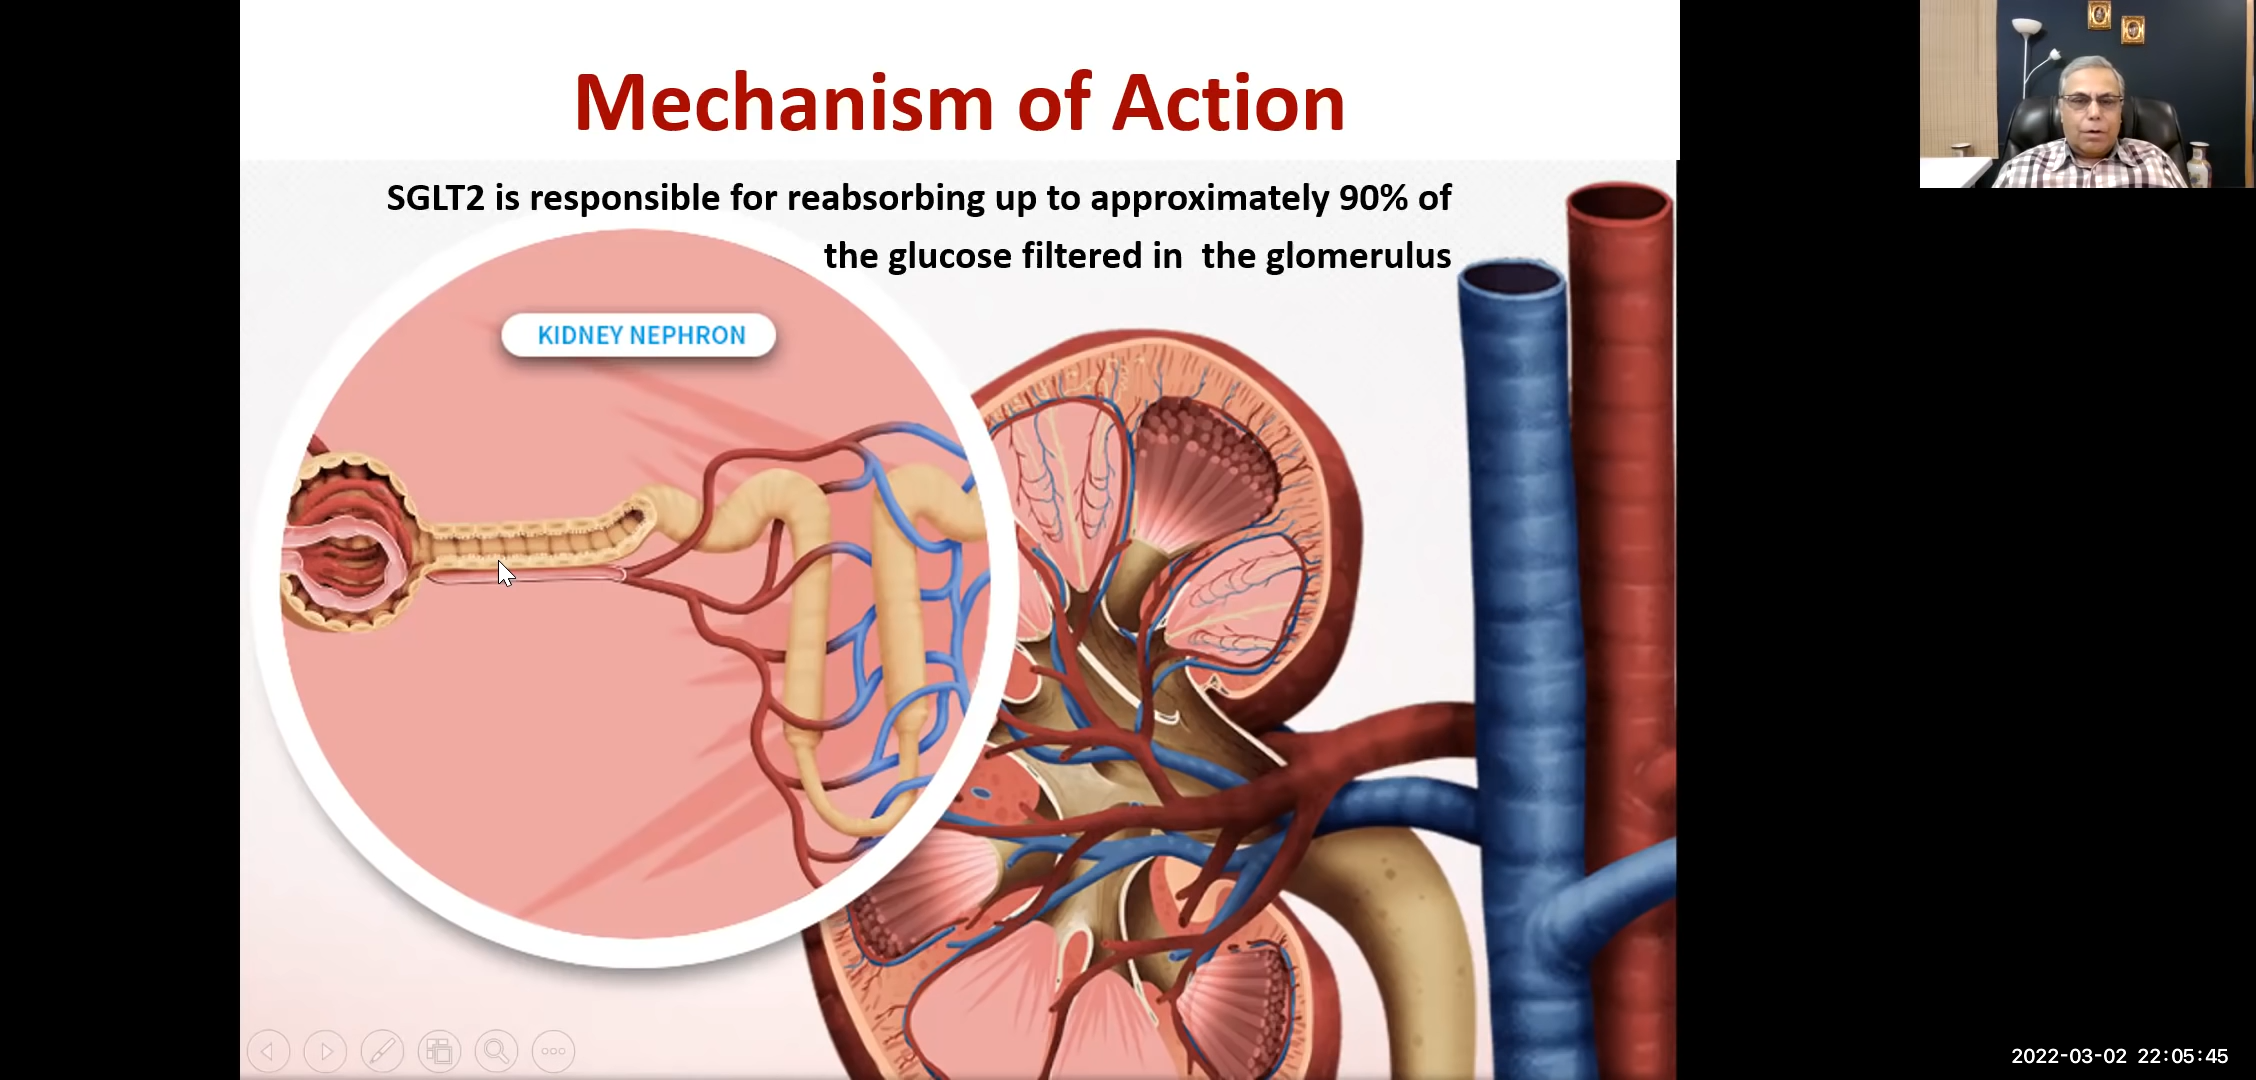 Mechanism of Action
SGLT2 is responsible for reabsorbing up to approximately 90% of
the glucose filtered in the glomerulus
KIDNEY NEPHRON
2022-03-02 22:05:45